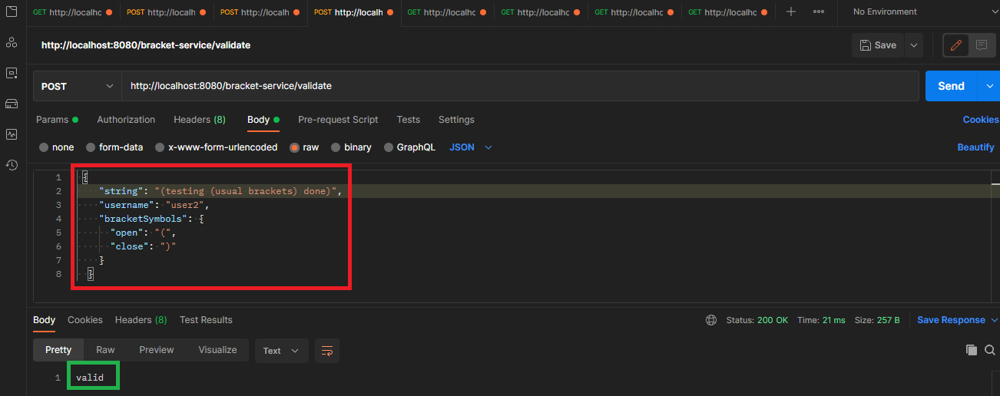 GET http://localhc POST http://localh POST http://localh POST http://localh GET http://localhc GET http://localhc GET http://localhc GET http://localhc No Environment
http://localhost:8080/bracket-service/validate Save
POST http://localhost:8080/bracket-service/validate Send
Params Authorization Headers (8) Body Pre-request Script Tests Settings Cookies
none form-data x-www-form-urlencoded raw binary GraphQL JSON Beautify
1 {
2 "string": "(testing (usual brackets) done)",
3 "username": "user2",
4 "bracketSymbols": {
5 "open": "(",
6 "close": ")"
7 }
8 }
Body Cookies Headers (8) Test Results Status: 200 OK Time: 21 ms Size: 257 B Save Response
Pretty Raw Preview Visualize Text
1 valid